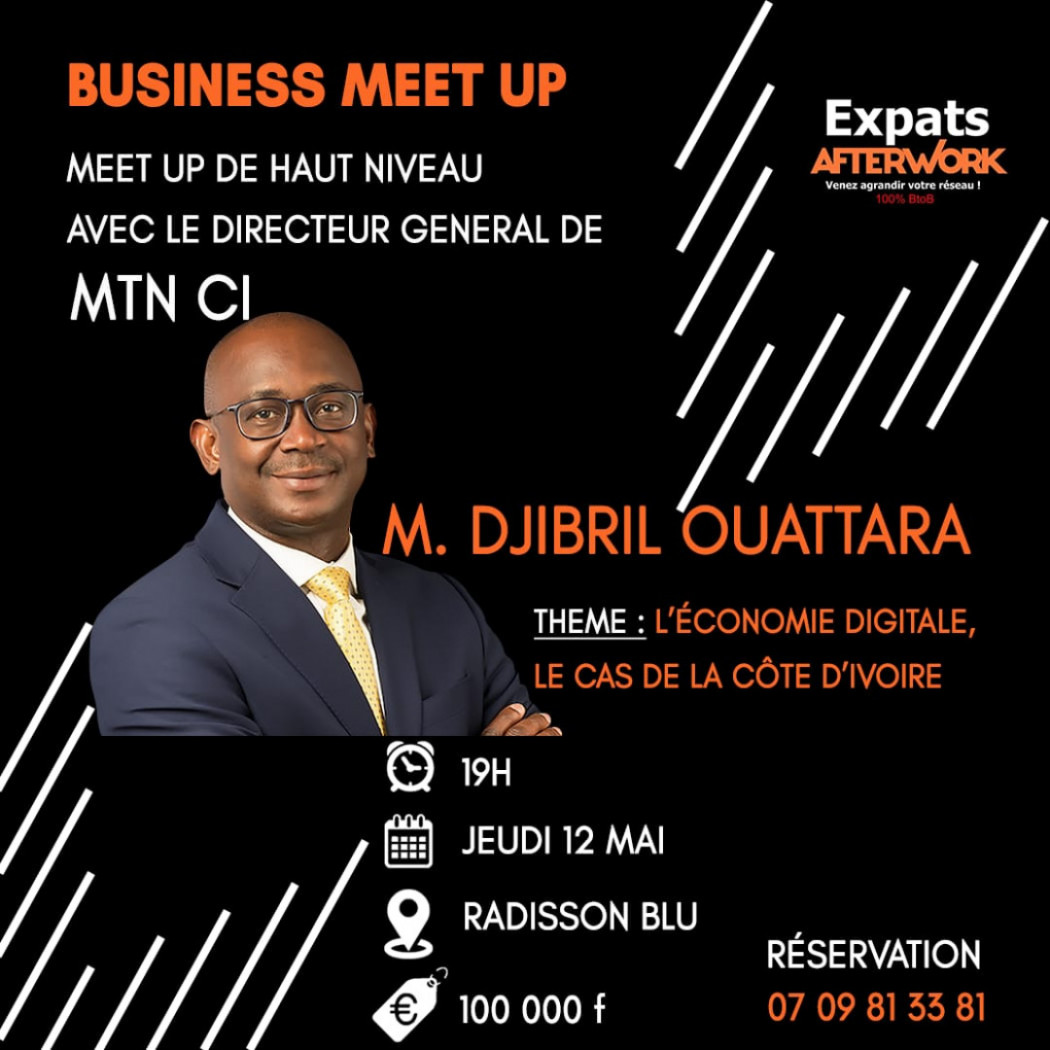 BUSINESS MEET UP
MEET UP DE HAUT NIVEAU
AVEC LE DIRECTEUR GENERAL DE
MTN CI
Expats
AFTERWORK
Venez agrandir votre réseau !
100% BtoB
M. DJIBRIL OUATTARA
THEME : L'ÉCONOMIE DIGITALE,
LE CAS DE LA CÔTE D'IVOIRE
19H
JEUDI 12 MAI
RADISSON BLU
€ 100 000 f
RÉSERVATION
07 09 81 33 81